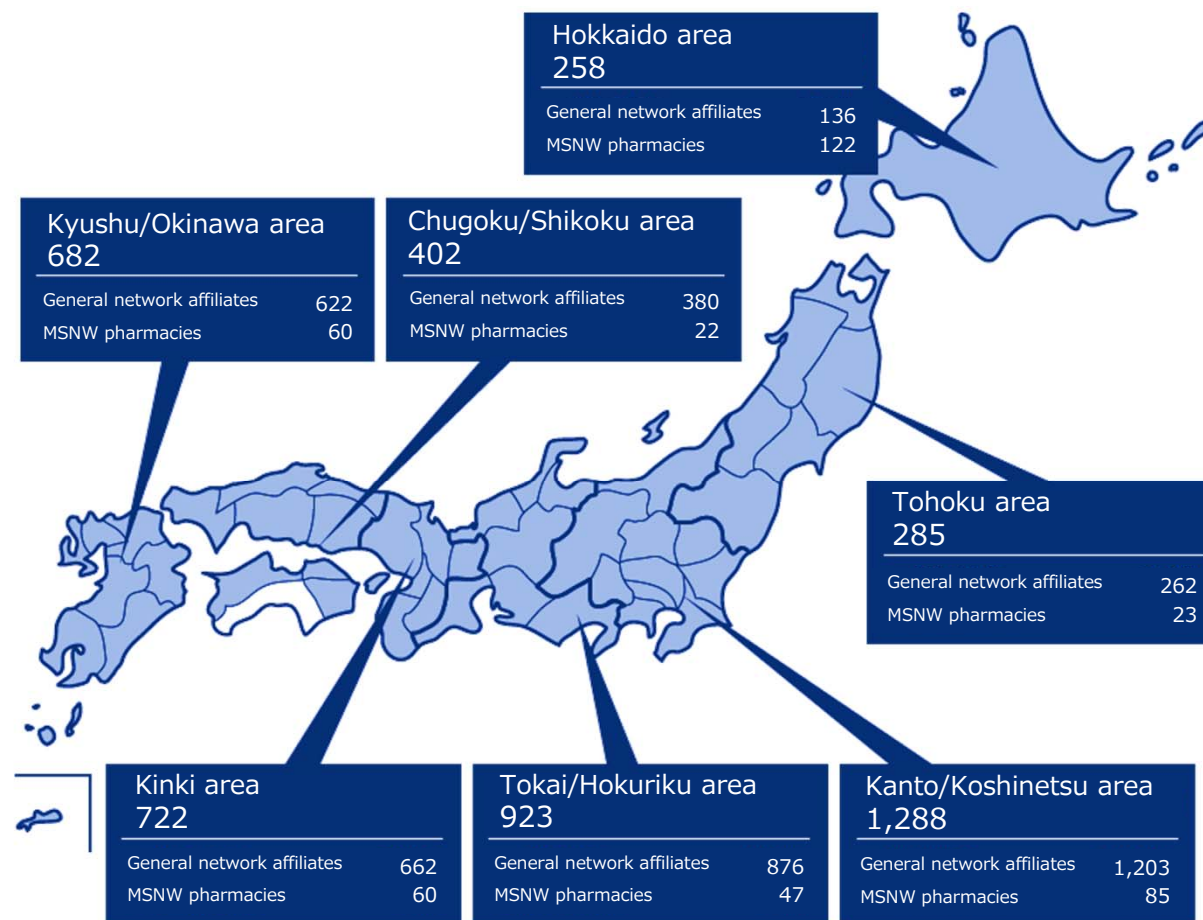 Hokkaido area
258
General network affiliates 136
MSNW pharmacies 122
Kyushu/Okinawa area
682
General network affiliates 622
MSNW pharmacies 60
Chugoku/Shikoku area
402
General network affiliates 380
MSNW pharmacies 22
Tohoku area
285
General network affiliates 262
MSNW pharmacies 23
Kinki area
722
General network affiliates 662
MSNW pharmacies 60
Tokai/Hokuriku area
923
General network affiliates 876
MSNW pharmacies 47
Kanto/Koshinetsu area
1,288
General network affiliates 1,203
MSNW pharmacies 85